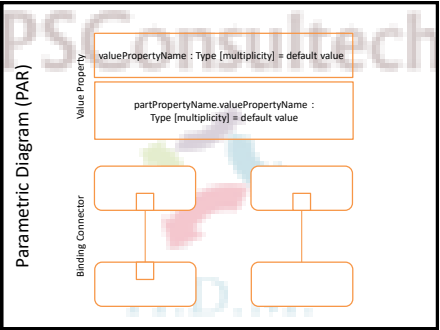 PSConsultech
Parametric Diagram (PAR)
Value Property
valuePropertyName : Type [multiplicity] = default value
partPropertyName.valuePropertyName :
Type [multiplicity] = default value
Binding Connector